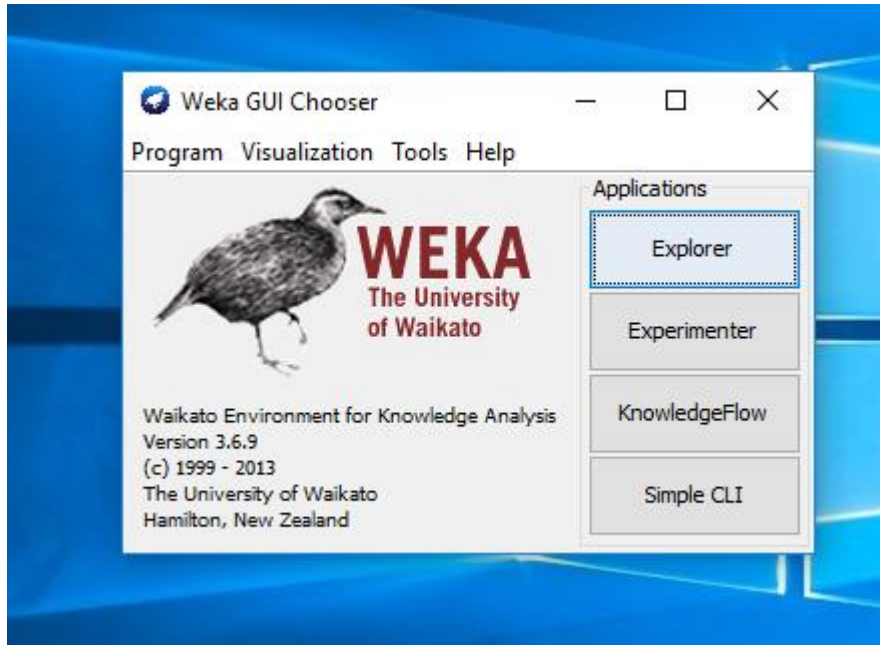 Weka GUI Chooser
Program Visualization Tools Help
WEKA
The University
of Waikato
Waikato Environment for Knowledge Analysis
Version 3.6.9
(c) 1999 - 2013
The University of Waikato
Hamilton, New Zealand
Applications
Explorer
Experimenter
KnowledgeFlow
Simple CLI